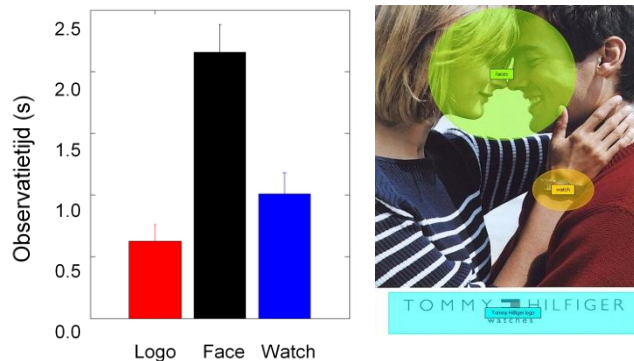 2.5
2.0
1.5
1.0
0.5
0.0
Observatietijd (s)
Logo
Face
Watch
faces
watch
TOMMY HILFIGER
Tommy Hilfiger logo
watches